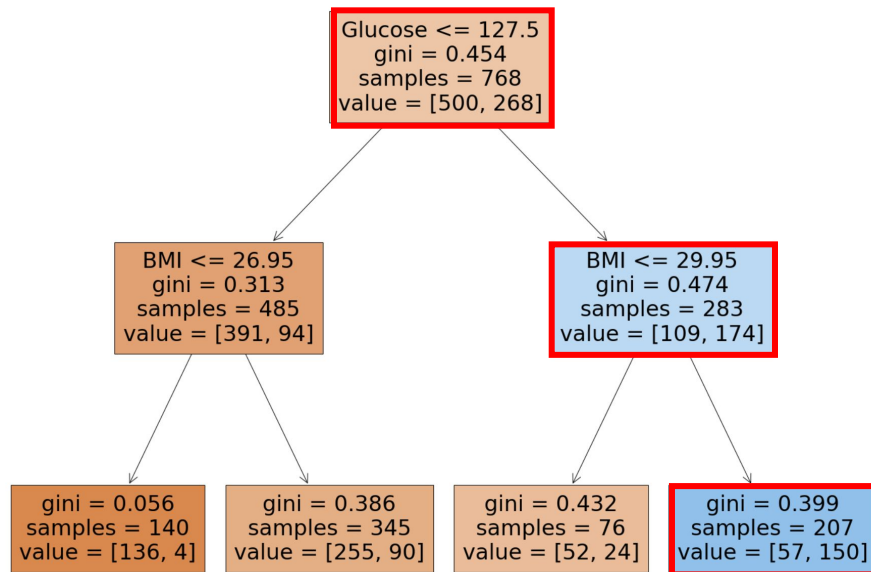 Glucose <= 127.5
gini = 0.454
samples = 768
value = [500, 268]
BMI <= 26.95
gini = 0.313
samples = 485
value = [391, 94]
BMI <= 29.95
gini = 0.474
samples = 283
value = [109, 174]
gini = 0.056
samples = 140
value = [136, 4]
gini = 0.386
samples = 345
value = [255, 90]
gini = 0.432
samples = 76
value = [52, 24]
gini = 0.399
samples = 207
value = [57, 150]